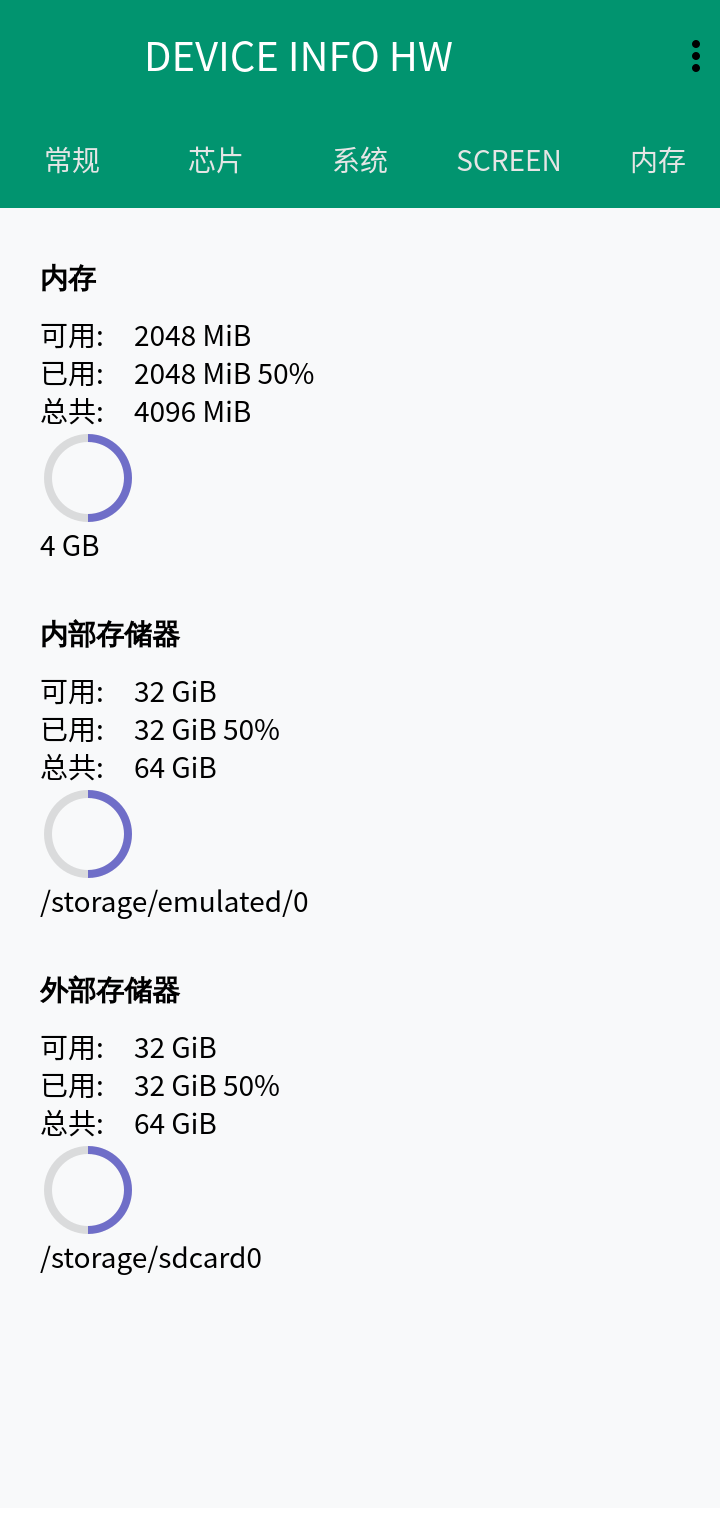 DEVICE INFO HW
常规 芯片 系统 SCREEN 内存
内存
可用: 2048 MiB
已用: 2048 MiB 50%
总共: 4096 MiB
4 GB
内部存储器
可用: 32 GiB
已用: 32 GiB 50%
总共: 64 GiB
/storage/emulated/0
外部存储器
可用: 32 GiB
已用: 32 GiB 50%
总共: 64 GiB
/storage/sdcard0